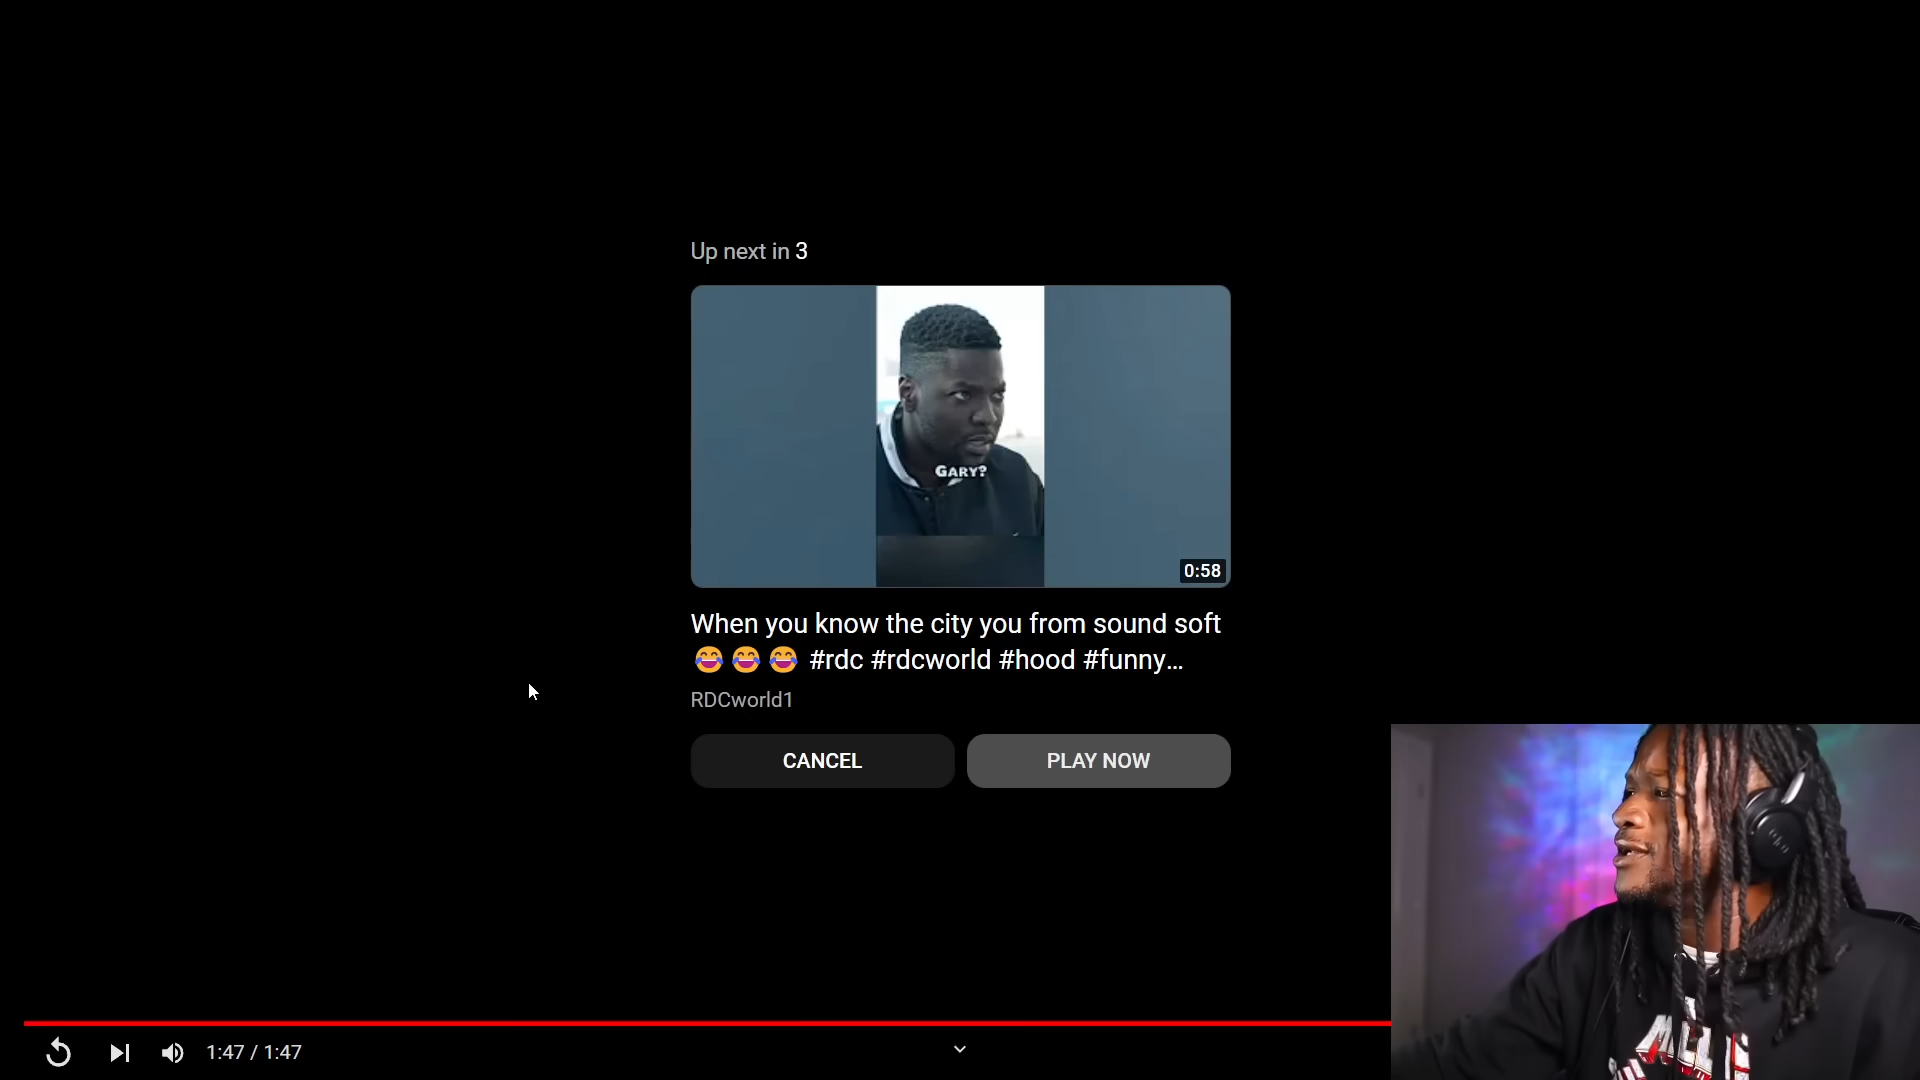 Up next in 3
GARY?
0:58
When you know the city you from sound soft
😂 😂 😂 #rdc #rdcworld #hood #funny...
RDCworld1
CANCEL
PLAY NOW
1:47 / 1:47